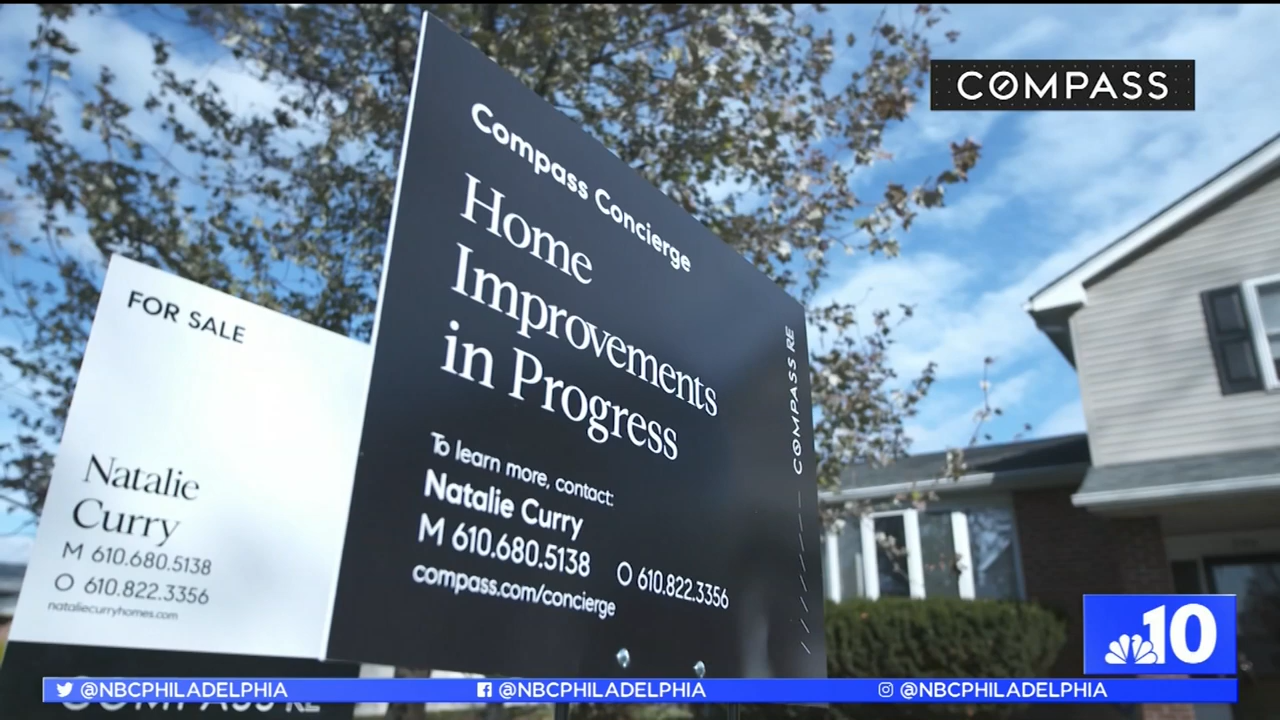 COMPASS
Compass Concierge
Home
Improvements
in Progress
To learn more, contact:
Natalie Curry
M 610.680.5138
O 610.822.3356
compass.com/concierge
COMPASS RE
FOR SALE
Natalie
Curry
M 610.680.5138
O 610.822.3356
nataliecurryhomes.com
COMPASS RE
10
@NBCPHILADELPHIA
@NBCPHILADELPHIA
@NBCPHILADELPHIA